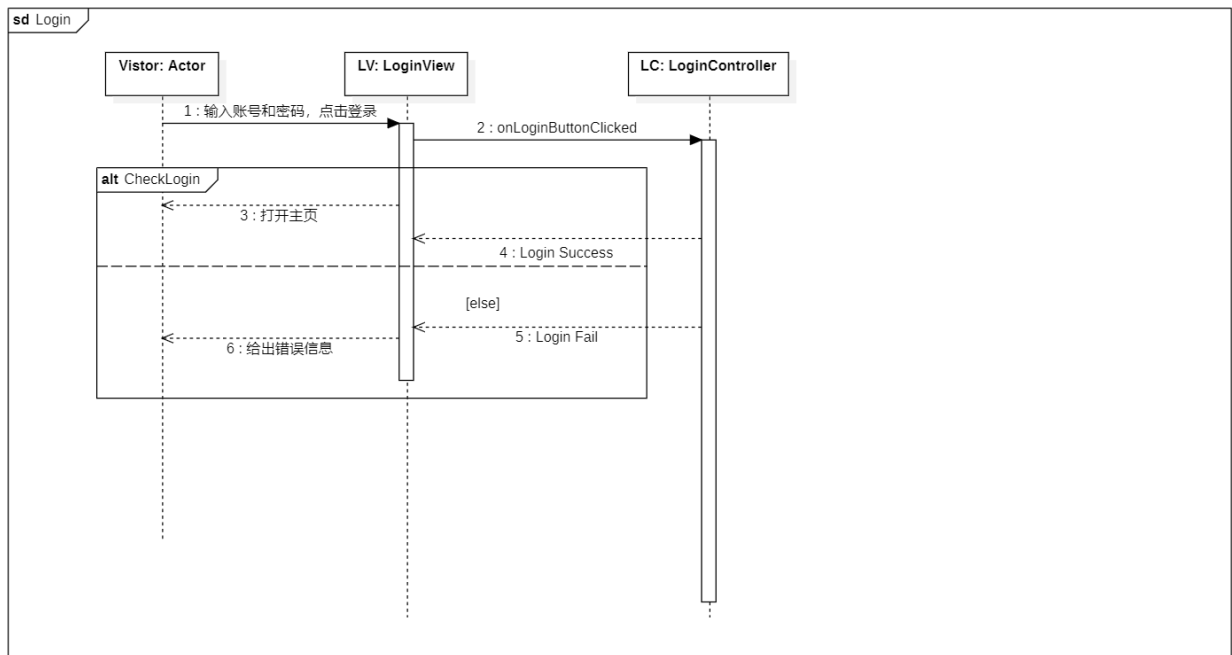 sd Login
Vistor: Actor
LV: LoginView
LC: LoginController
1 : 输入账号和密码，点击登录
2 : onLoginButtonClicked
alt CheckLogin
3 : 打开主页
4 : Login Success
[else]
5 : Login Fail
6 : 给出错误信息